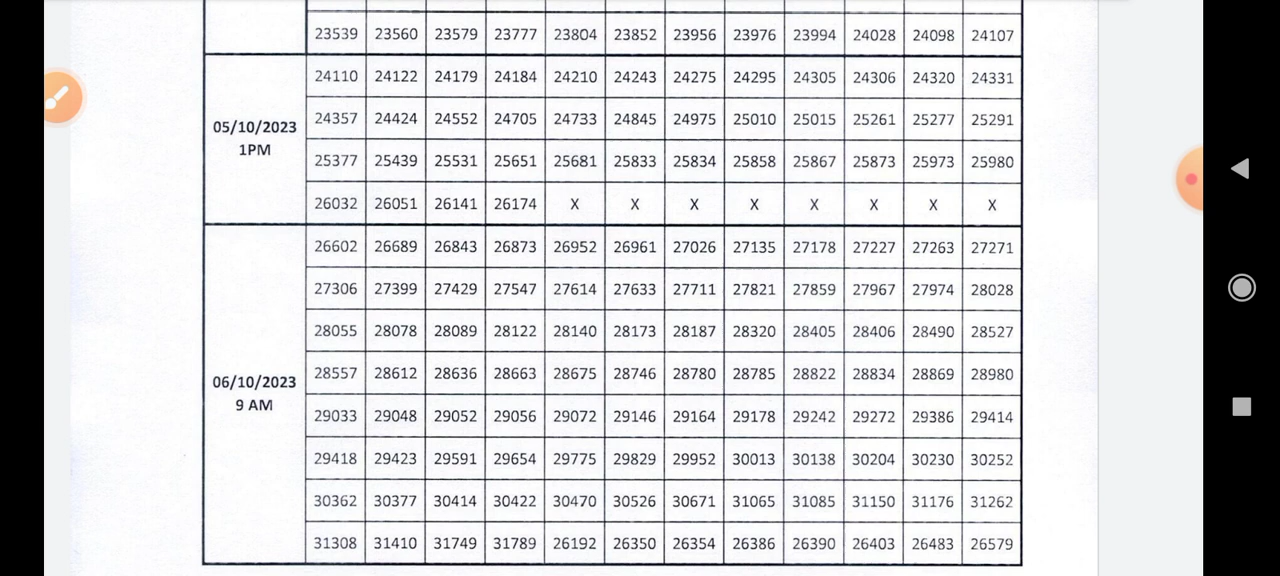 23539 23560 23579 23777 23804 23852 23956 23976 23994 24028 24098 24107
05/10/2023
1PM
24110 24122 24179 24184 24210 24243 24275 24295 24305 24306 24320 24331
24357 24424 24552 24705 24733 24845 24975 25010 25015 25261 25277 25291
25377 25439 25531 25651 25681 25833 25834 25858 25867 25873 25973 25980
26032 26051 26141 26174 X X X X X X X X
06/10/2023
9 AM
26602 26689 26843 26873 26952 26961 27026 27135 27178 27227 27263 27271
27306 27399 27429 27547 27614 27633 27711 27821 27859 27967 27974 28028
28055 28078 28089 28122 28140 28173 28187 28320 28405 28406 28490 28527
28557 28612 28636 28663 28675 28746 28780 28785 28822 28834 28869 28980
29033 29048 29052 29056 29072 29146 29164 29178 29242 29272 29386 29414
29418 29423 29591 29654 29775 29829 29952 30013 30138 30204 30230 30252
30362 30377 30414 30422 30470 30526 30671 31065 31085 31150 31176 31262
31308 31410 31749 31789 26192 26350 26354 26386 26390 26403 26483 26579